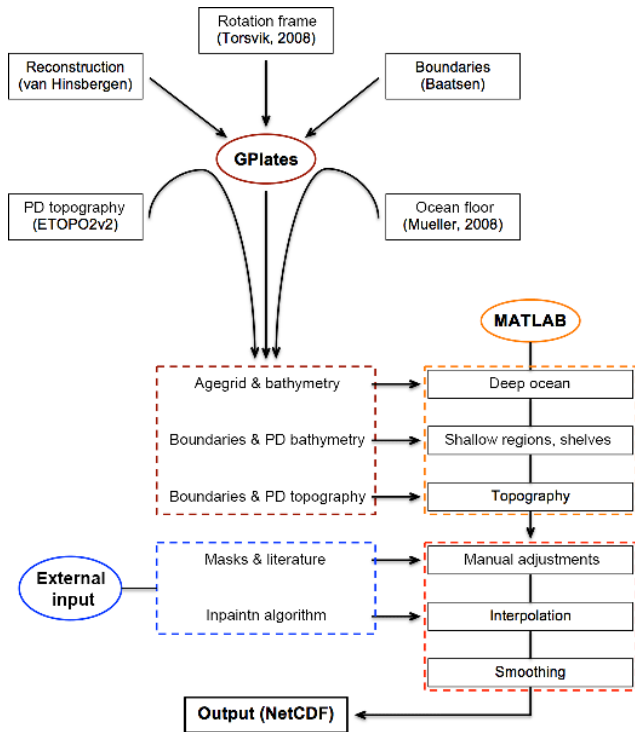 Rotation frame
(Torsvik, 2008)
Reconstruction
(van Hinsbergen)
Boundaries
(Baatsen)
GPlates
PD topography
(ETOPO2v2)
Ocean floor
(Mueller, 2008)
MATLAB
Agegrid & bathymetry
Deep ocean
Boundaries & PD bathymetry
Shallow regions, shelves
Boundaries & PD topography
Topography
External
input
Masks & literature
Manual adjustments
Inpaintn algorithm
Interpolation
Smoothing
Output (NetCDF)